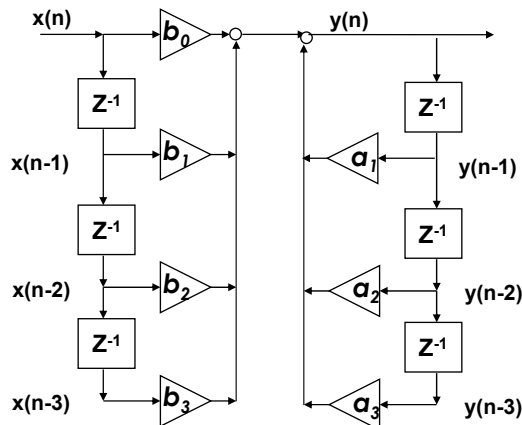 x(n) b0 y(n)
Z-1 Z-1
x(n-1) b1 a1 y(n-1)
Z-1 Z-1
x(n-2) b2 a2 y(n-2)
Z-1 Z-1
x(n-3) b3 a3 y(n-3)